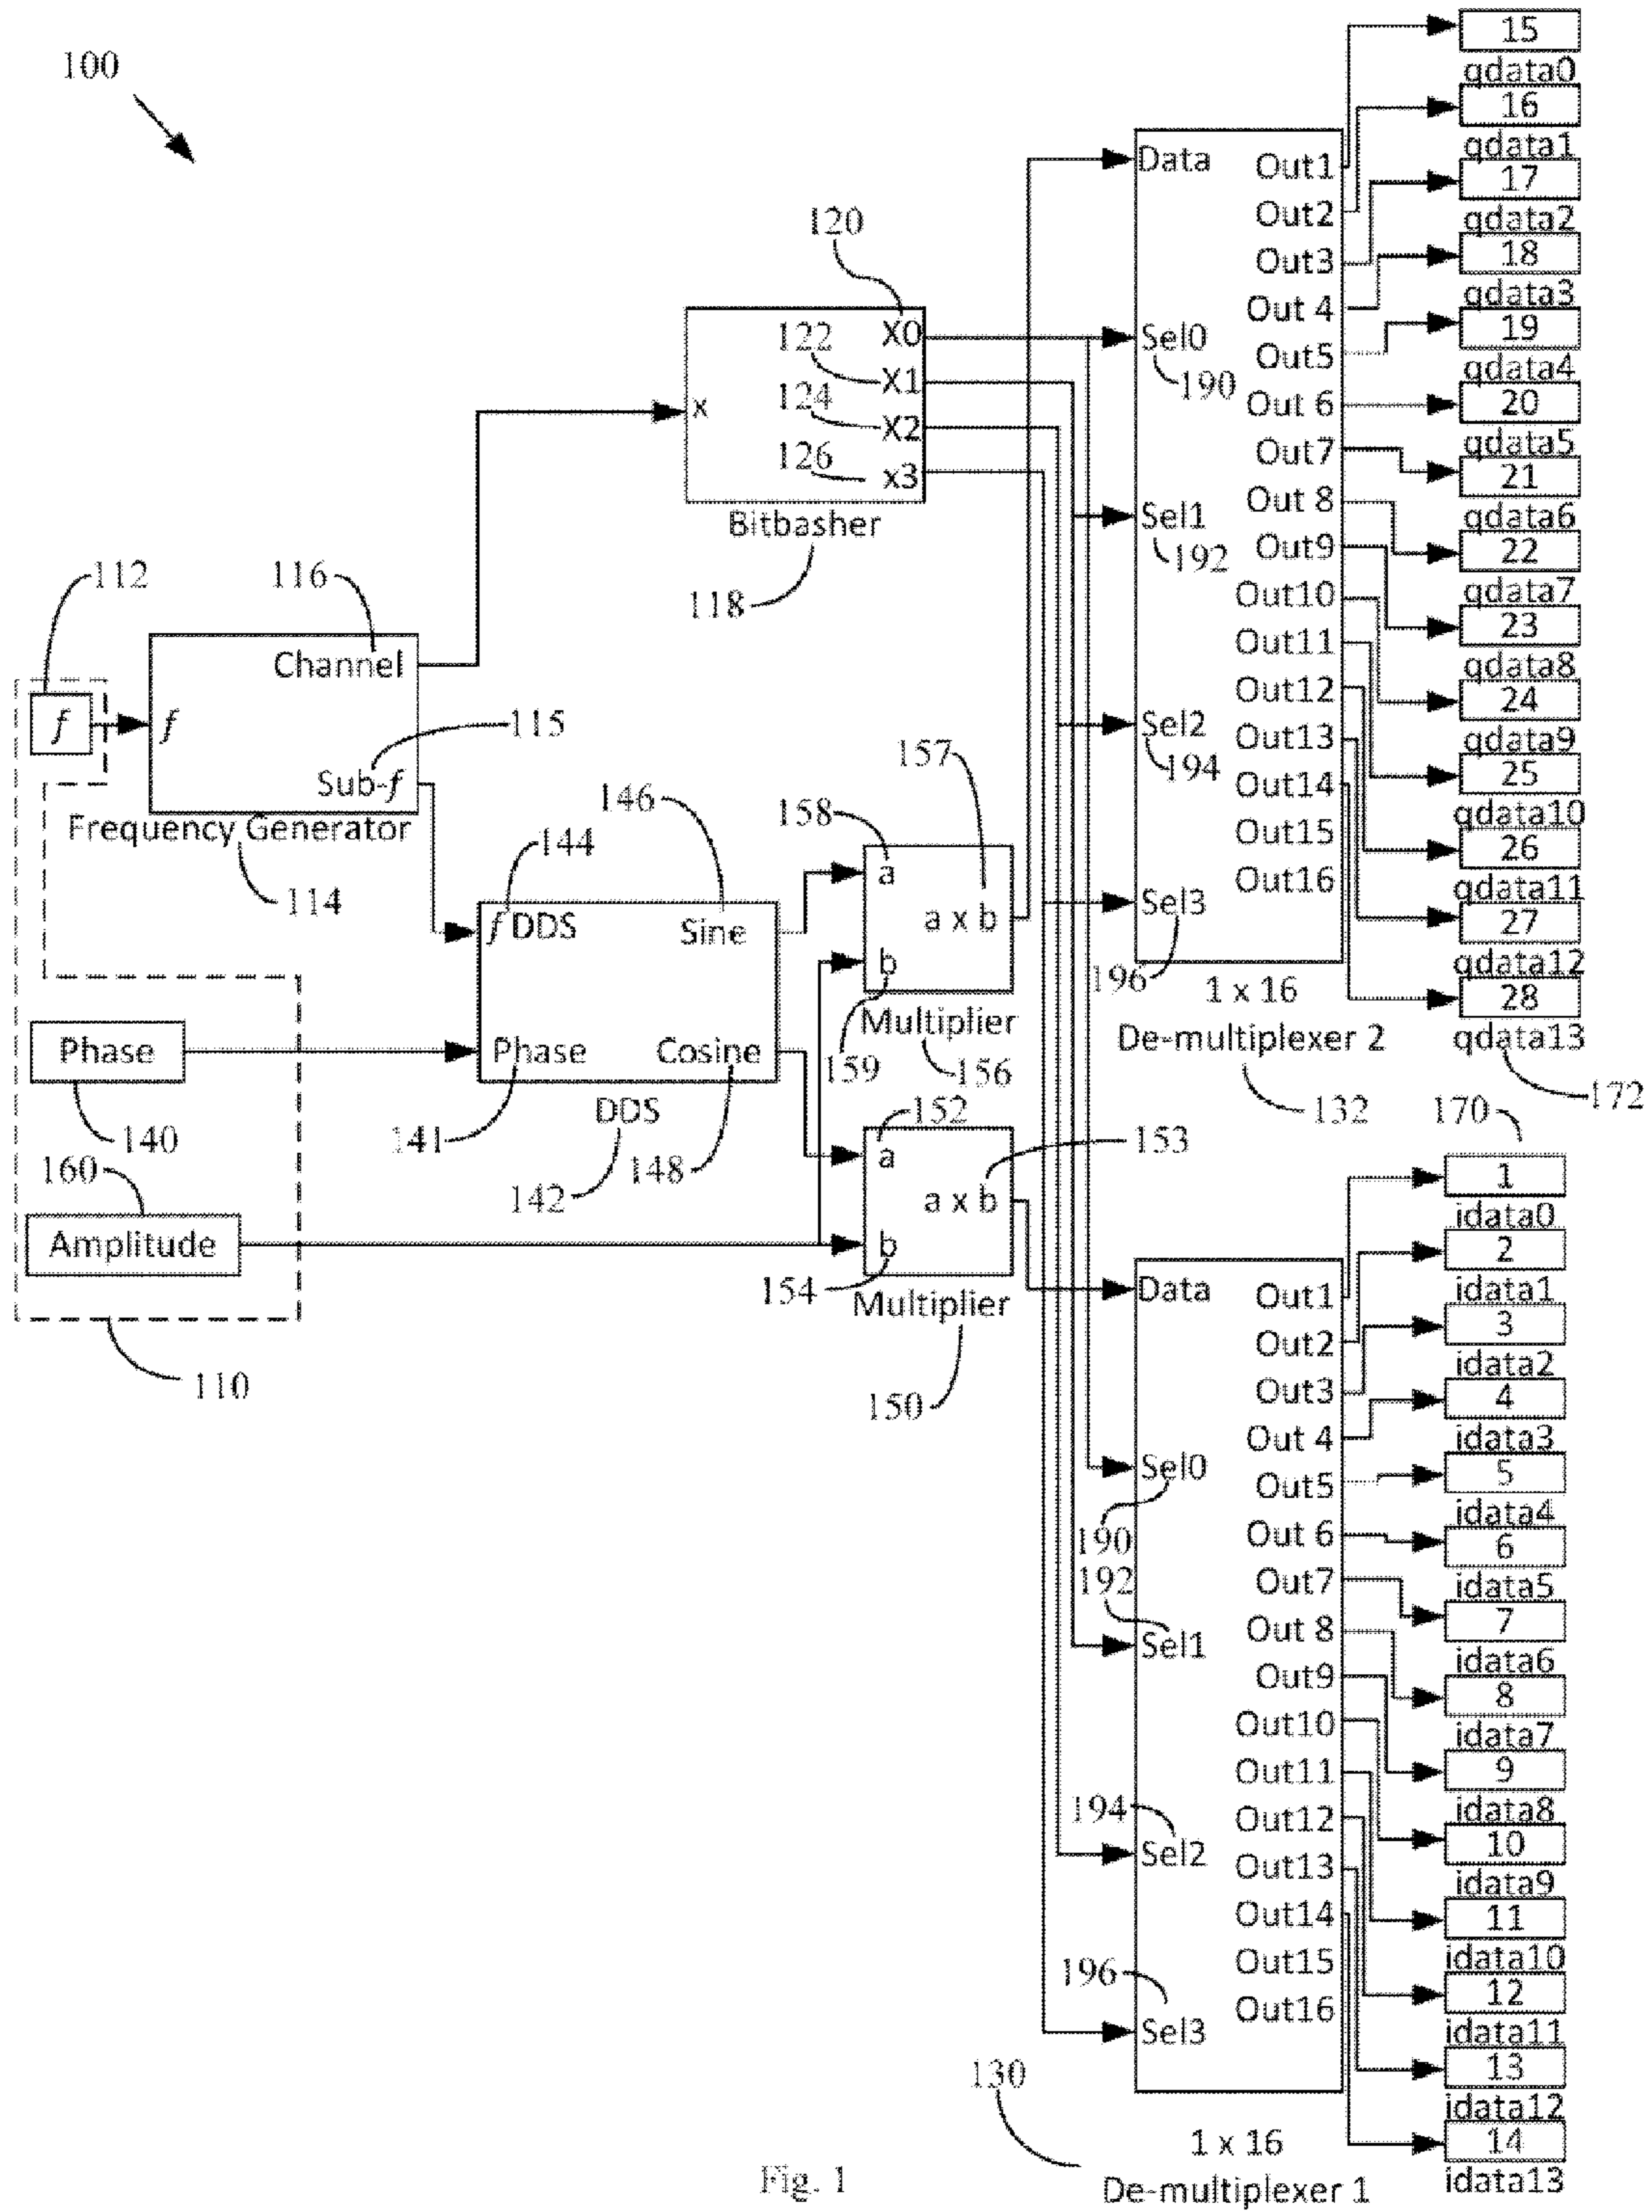 100
112
f
f
116
Channel
115
Sub-f
Frequency Generator
114
Phase
140
160
Amplitude
110
120
122
X0
124
X1
126
X2
x
x3
Bitbasher
118
144
146
f DDS
Sine
Phase
Cosine
141
DDS
142
148
157
158
a
a x b
b
159
Multiplier
156
152
153
a
a x b
b
154
Multiplier
150
Data
Sel0
190
Sel1
192
Sel2
194
Sel3
196
Out1
Out2
Out3
Out 4
Out5
Out 6
Out7
Out 8
Out9
Out10
Out11
Out12
Out13
Out14
Out15
Out16
1 x 16
De-multiplexer 2
132
15
qdata0
16
qdata1
17
qdata2
18
qdata3
19
qdata4
20
qdata5
21
qdata6
22
qdata7
23
qdata8
24
qdata9
25
qdata10
26
qdata11
27
qdata12
28
qdata13
172
170
Data
Sel0
190
192
Sel1
194
Sel2
196
Sel3
Out1
Out2
Out3
Out 4
Out5
Out 6
Out7
Out 8
Out9
Out10
Out11
Out12
Out13
Out14
Out15
Out16
130
1 x 16
De-multiplexer 1
1
idata0
2
idata1
3
idata2
4
idata3
5
idata4
6
idata5
7
idata6
8
idata7
9
idata8
10
idata9
11
idata10
12
idata11
13
idata12
14
idata13
Fig. 1